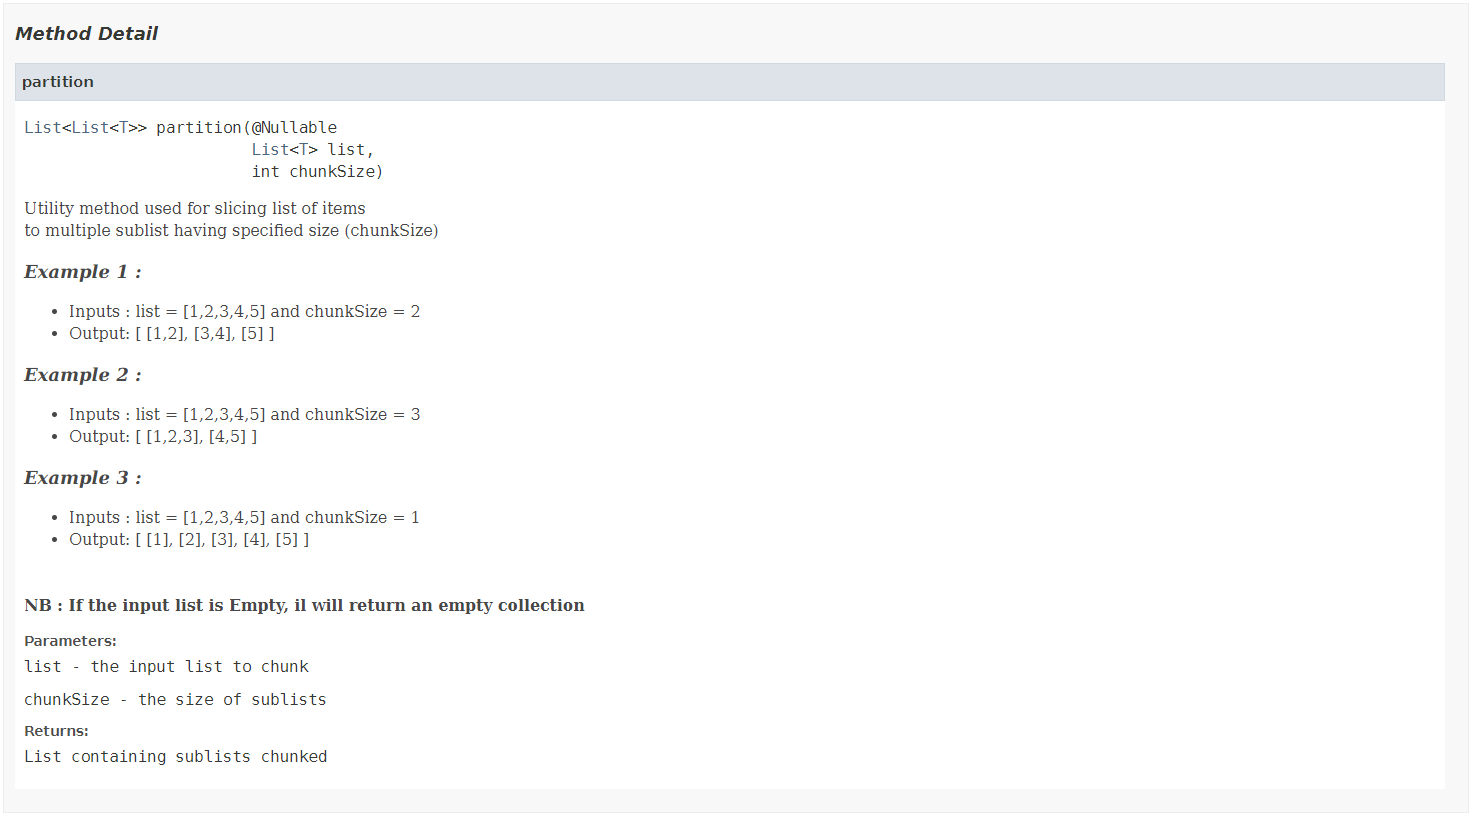 Method Detail
partition
List<List<T>> partition(@Nullable
List<T> list,
int chunkSize)
Utility method used for slicing list of items
to multiple sublist having specified size (chunkSize)
Example 1 :
• Inputs : list = [1,2,3,4,5] and chunkSize = 2
• Output: [ [1,2], [3,4], [5] ]
Example 2 :
• Inputs : list = [1,2,3,4,5] and chunkSize = 3
• Output: [ [1,2,3], [4,5] ]
Example 3 :
• Inputs : list = [1,2,3,4,5] and chunkSize = 1
• Output: [ [1], [2], [3], [4], [5] ]
NB : If the input list is Empty, il will return an empty collection
Parameters:
list - the input list to chunk
chunkSize - the size of sublists
Returns:
List containing sublists chunked